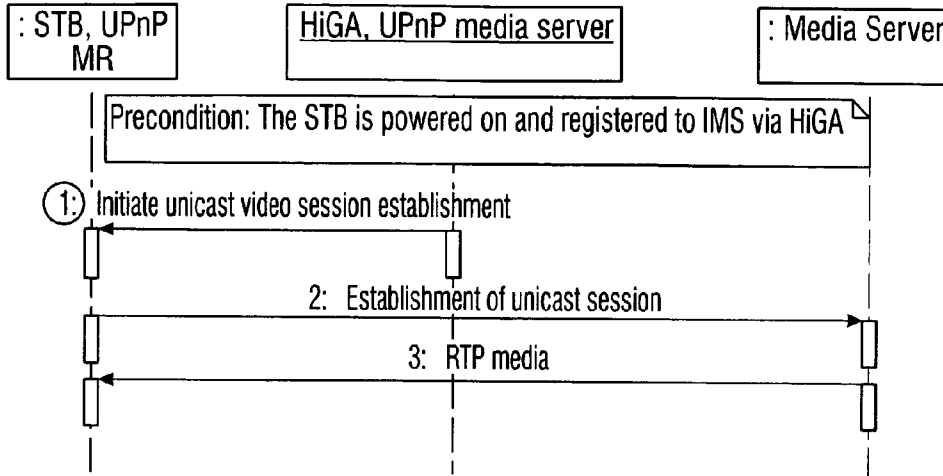 : STB, UPnP
MR
HiGA, UPnP media server
: Media Server
Precondition: The STB is powered on and registered to IMS via HiGA
1: Initiate unicast video session establishment
2: Establishment of unicast session
3: RTP media